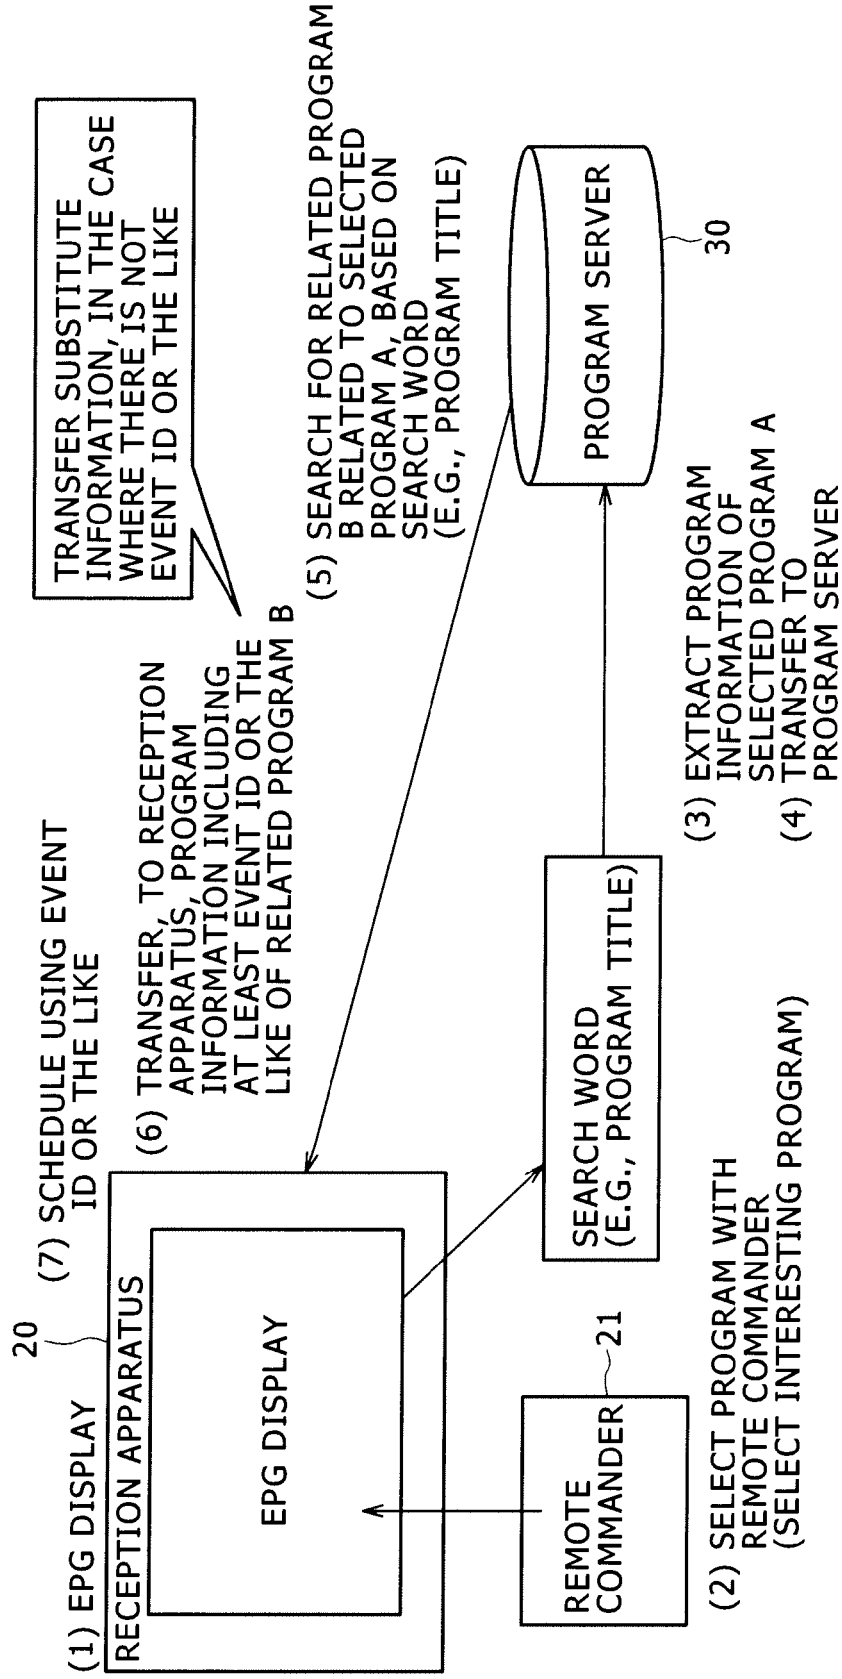 (1) EPG DISPLAY
20
RECEPTION APPARATUS
EPG DISPLAY
REMOTE
COMMANDER
21
(2) SELECT PROGRAM WITH
REMOTE COMMANDER
(SELECT INTERESTING PROGRAM)
SEARCH WORD
(E.G., PROGRAM TITLE)
(3) EXTRACT PROGRAM
INFORMATION OF
SELECTED PROGRAM A
(4) TRANSFER TO
PROGRAM SERVER
PROGRAM SERVER
30
(5) SEARCH FOR RELATED PROGRAM
B RELATED TO SELECTED
PROGRAM A, BASED ON
SEARCH WORD
(E.G., PROGRAM TITLE)
(6) TRANSFER, TO RECEPTION
APPARATUS, PROGRAM
INFORMATION INCLUDING
AT LEAST EVENT ID OR THE
LIKE OF RELATED PROGRAM B
TRANSFER SUBSTITUTE
INFORMATION, IN THE CASE
WHERE THERE IS NOT
EVENT ID OR THE LIKE
(7) SCHEDULE USING EVENT
ID OR THE LIKE